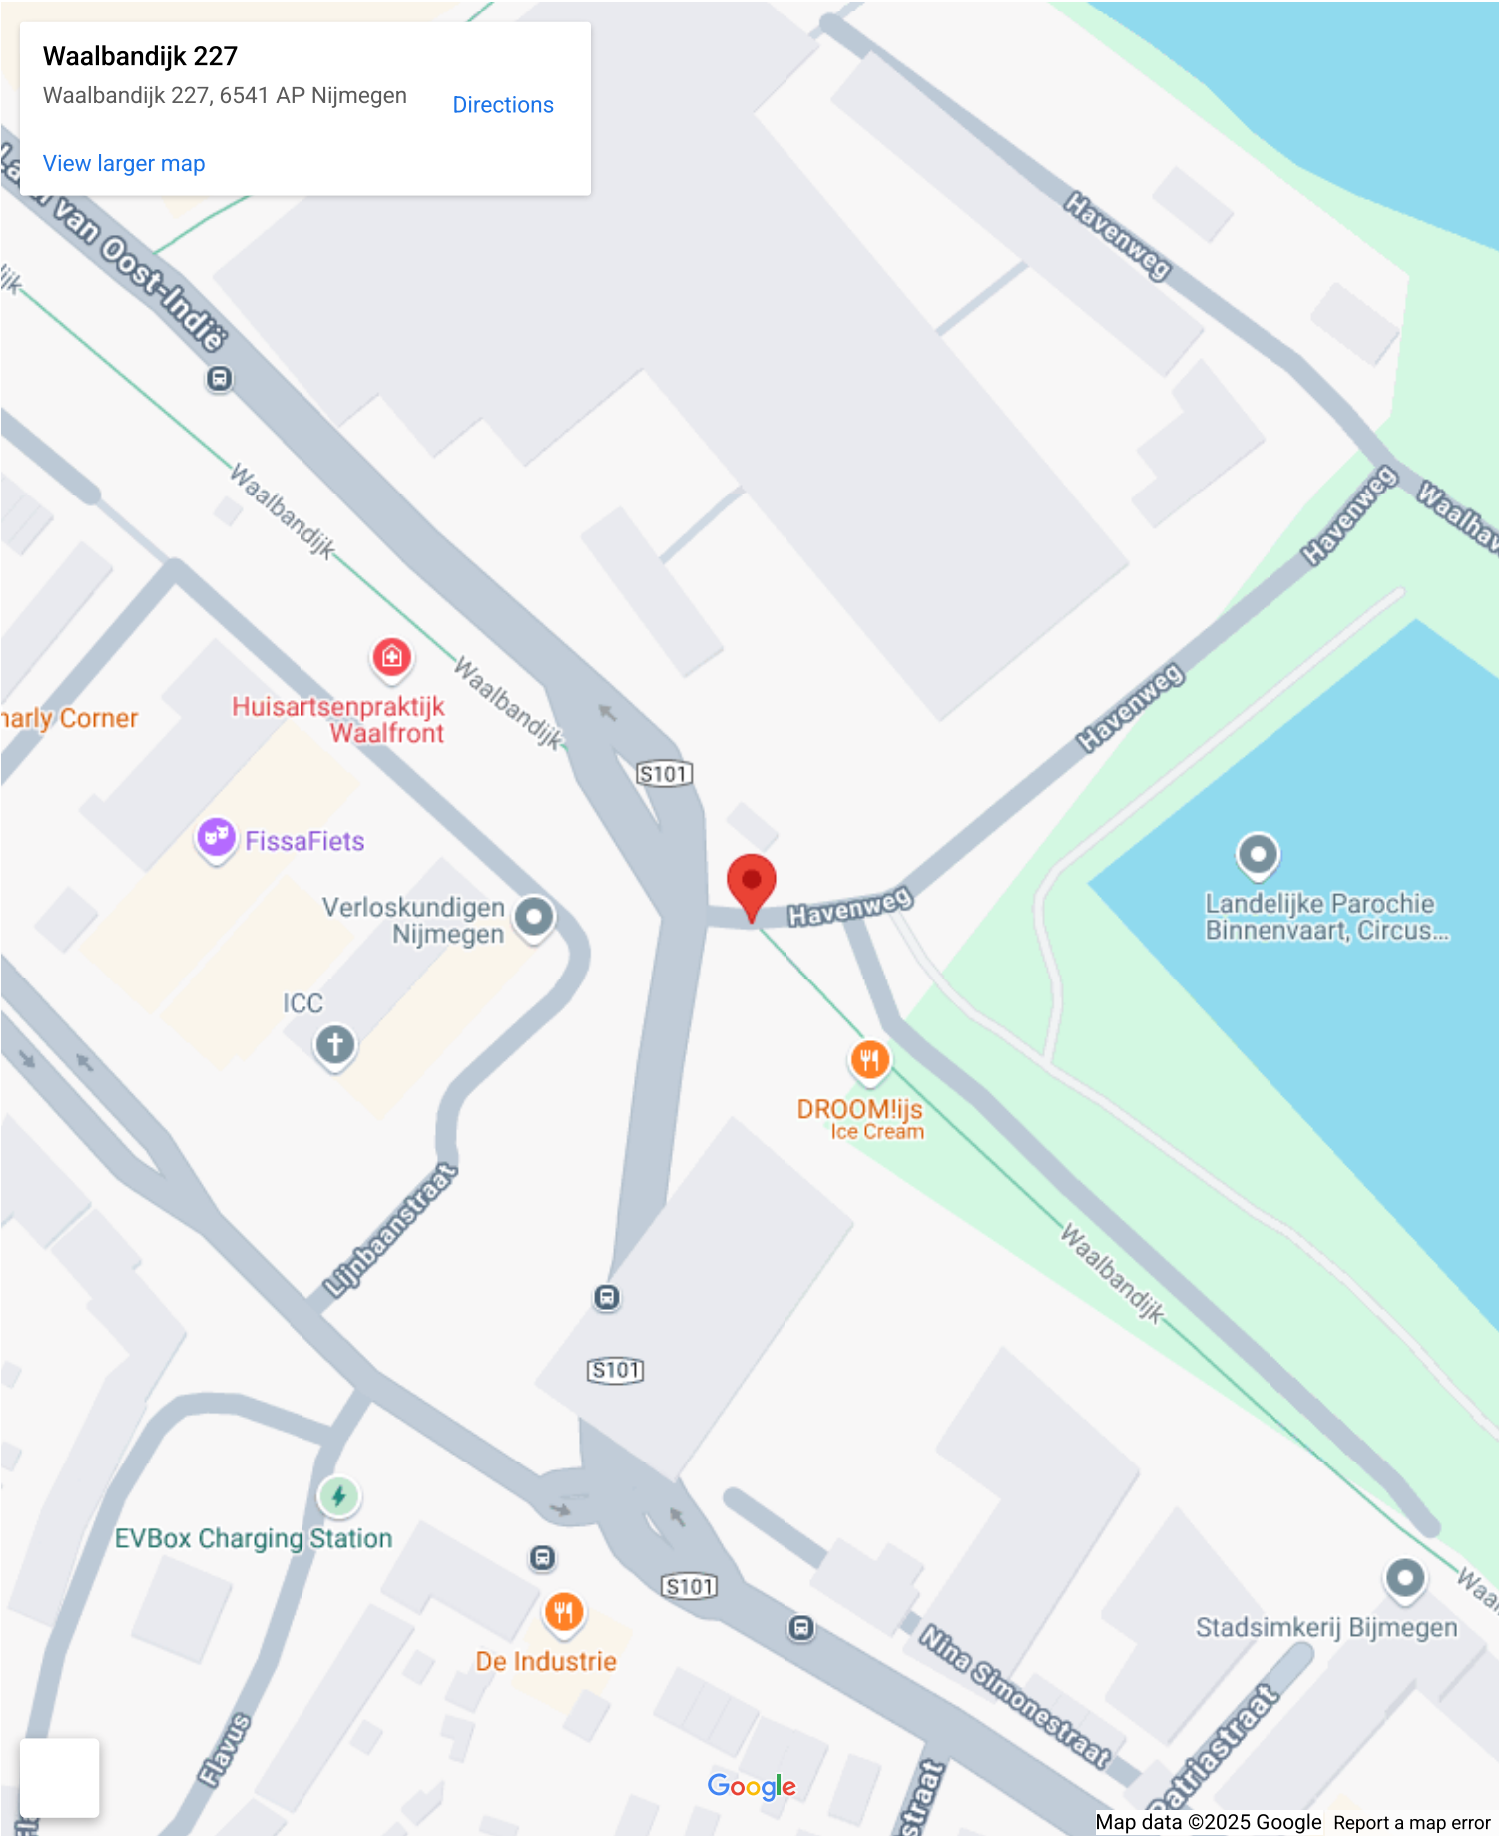 Waalbandijk 227
Waalbandijk 227, 6541 AP Nijmegen
Directions
View larger map
van Oost-Indië
Havenweg
Waalbandijk
Havenweg
Havenweg
Huisartsenpraktijk
Waalfront
Waalbandijk
S101
FissaFiets
Verloskundigen
Nijmegen
Havenweg
Landelijke Parochie
Binnenvaart, Circus...
ICC
DROOM!ijs
Ice Cream
Lijnbaanstraat
Waalbandijk
S101
EVBox Charging Station
S101
De Industrie
Stadsimkerij Bijmegen
Nina Simonestraat
Patriastraat
Flavus
Corner
straat
Google
Map data ©2025 Google
Report a map error